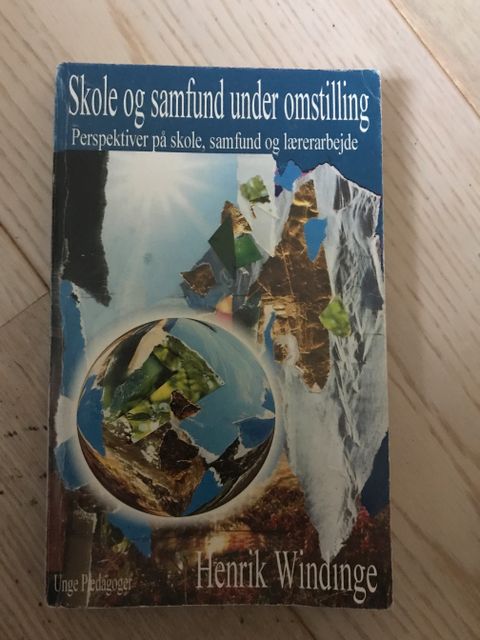 Skole og samfund under omstilling
Perspektiver på skole, samfund og lærerarbejde
Unge Pædagoger
Henrik Windinge